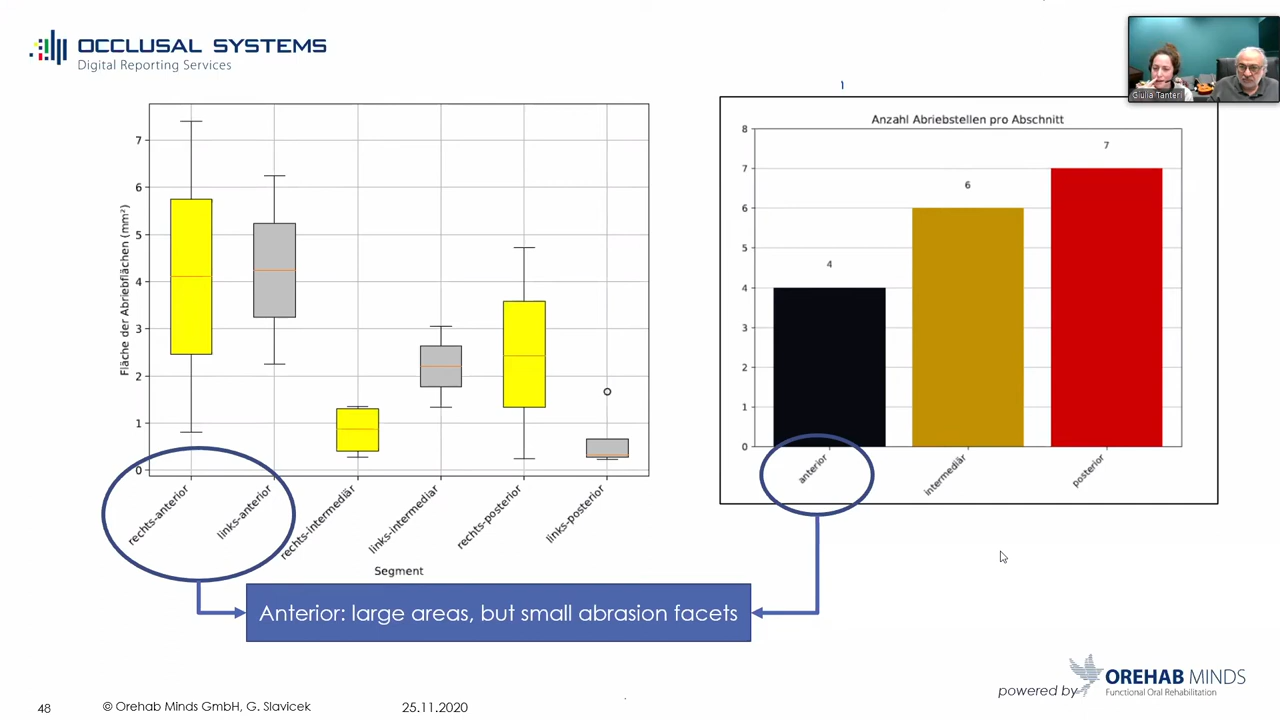 OCCLUSAL SYSTEMS
Digital Reporting Services
Giulia Tanteri
Fläche der Abriebflächen (mm²)
7
6
5
4
3
2
1
0
rechts-anterior
links-anterior
rechts-intermediär
links-intermediär
rechts-posterior
links-posterior
Segment
Anzahl Abriebstellen pro Abschnitt
8
7
6
5
4
3
2
1
0
4
6
7
anterior
intermediär
posterior
Anterior: large areas, but small abrasion facets
powered by
OREHAB MINDS
Functional Oral Rehabilitation
48
© Orehab Minds GmbH, G. Slavicek
25.11.2020